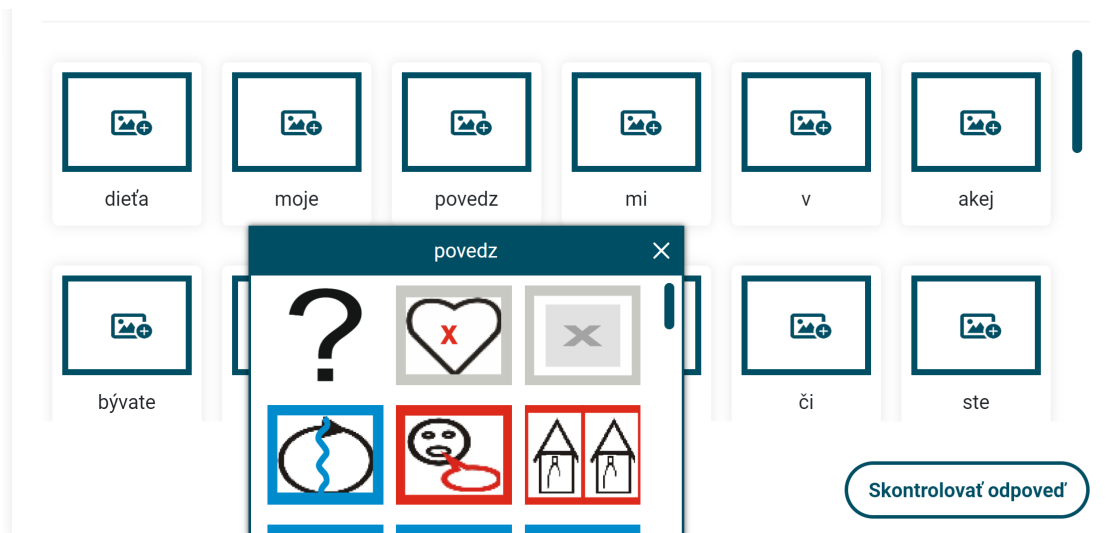 dieťa moje povedz mi v akej
povedz
?
x
x
bývate či ste
Skontrolovať odpoveď